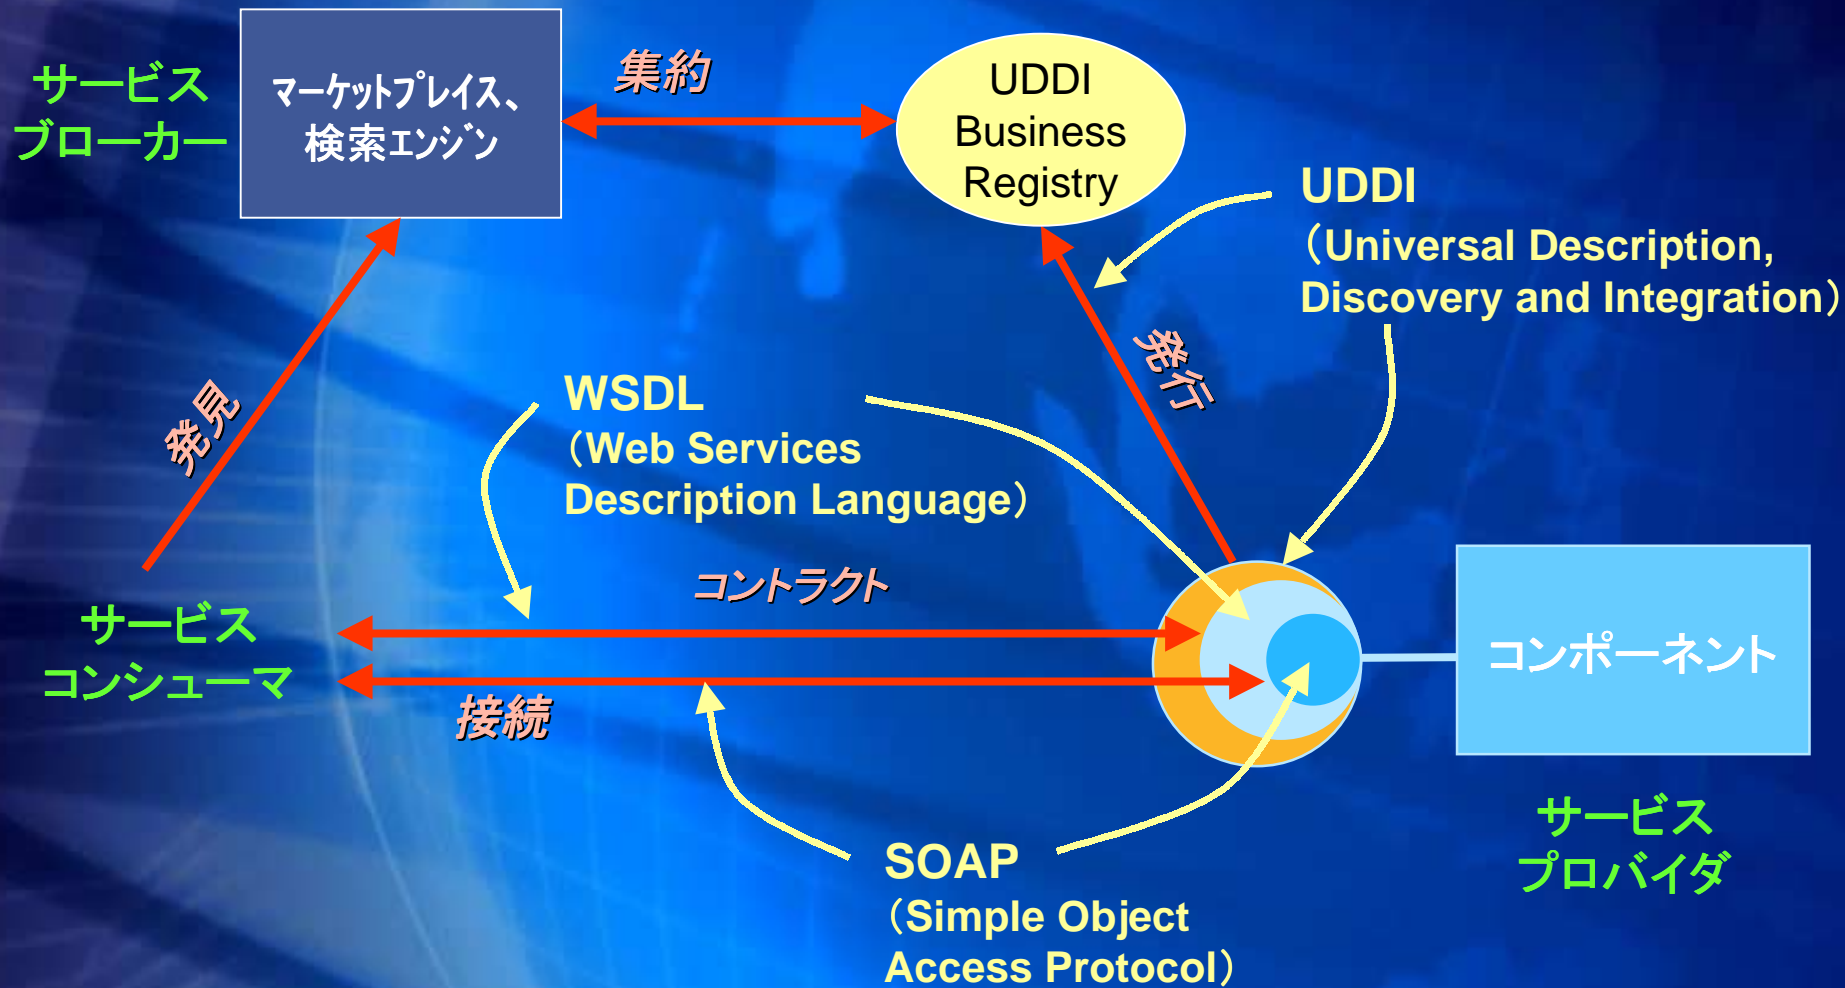 サービス
ブローカー
マーケットプレイス、
検索エンジン
集約
UDDI
Business
Registry
UDDI
（Universal Description,
Discovery and Integration）
発見
WSDL
（Web Services
Description Language）
発行
コントラクト
サービス
コンシューマ
接続
コンポーネント
サービス
プロバイダ
SOAP
（Simple Object
Access Protocol）